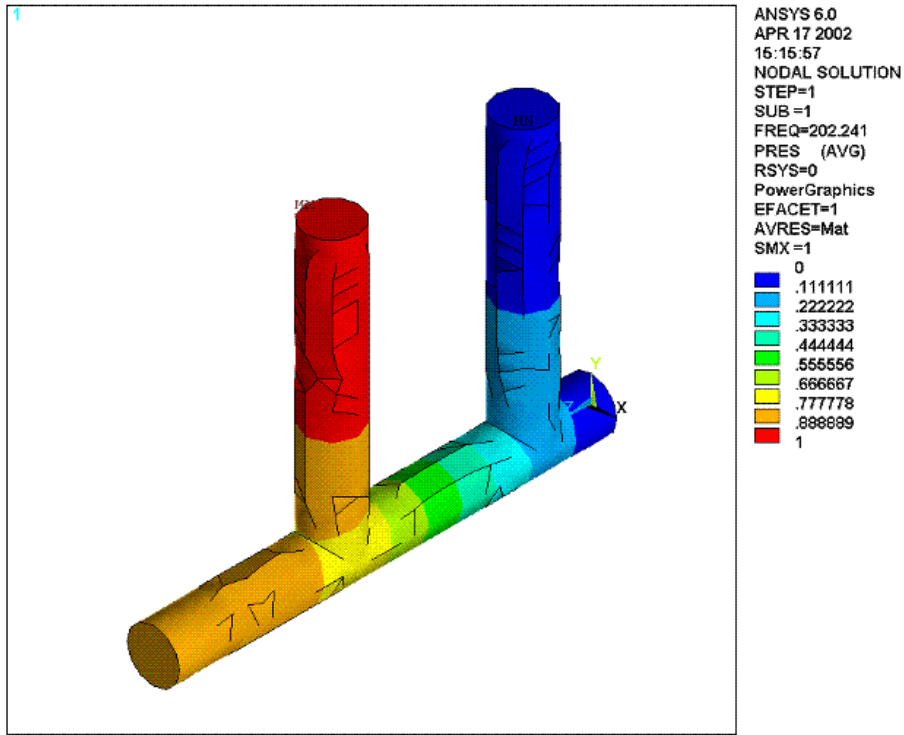 1
ANSYS 6.0
APR 17 2002
15:15:57
NODAL SOLUTION
STEP=1
SUB =1
FREQ=202.241
PRES (AVG)
RSYS=0
PowerGraphics
EFACET=1
AVRES=Mat
SMX =1
0
.111111
.222222
.333333
.444444
.555556
.666667
.777778
.888889
1
MN
Y
Z
X